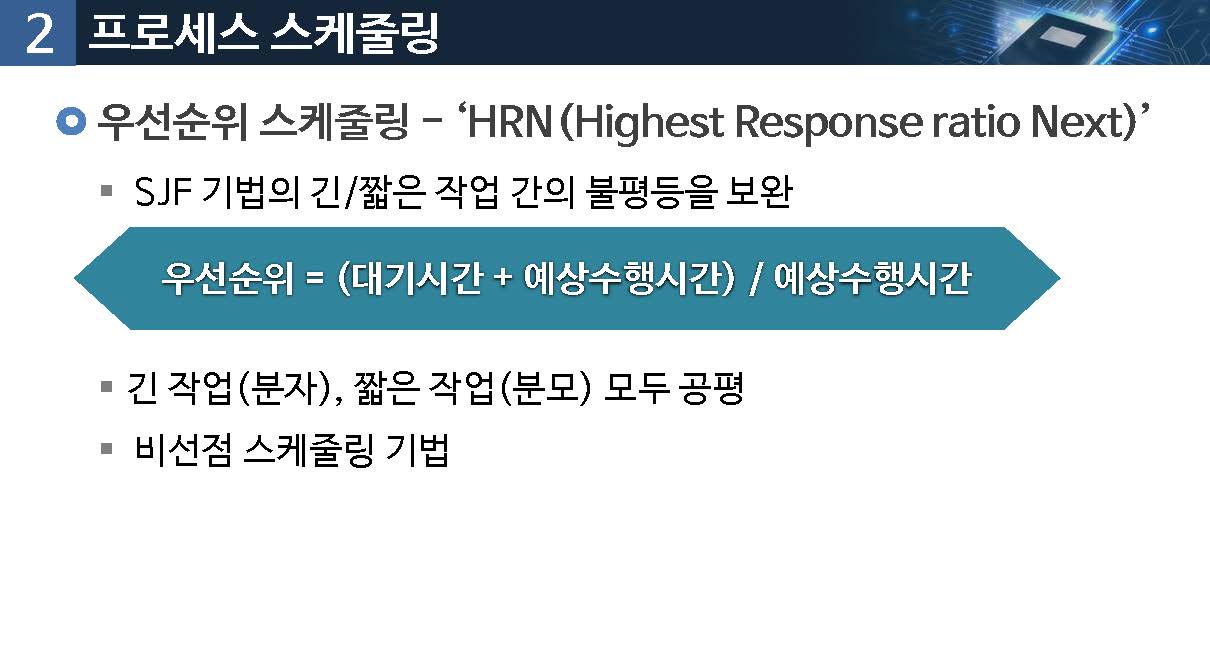 2 프로세스 스케줄링
우선순위 스케줄링 - ‘HRN(Highest Response ratio Next)’
▪ SJF 기법의 긴/짧은 작업 간의 불평등을 보완
우선순위 = (대기시간 + 예상수행시간) / 예상수행시간
▪ 긴 작업(분자), 짧은 작업(분모) 모두 공평
▪ 비선점 스케줄링 기법